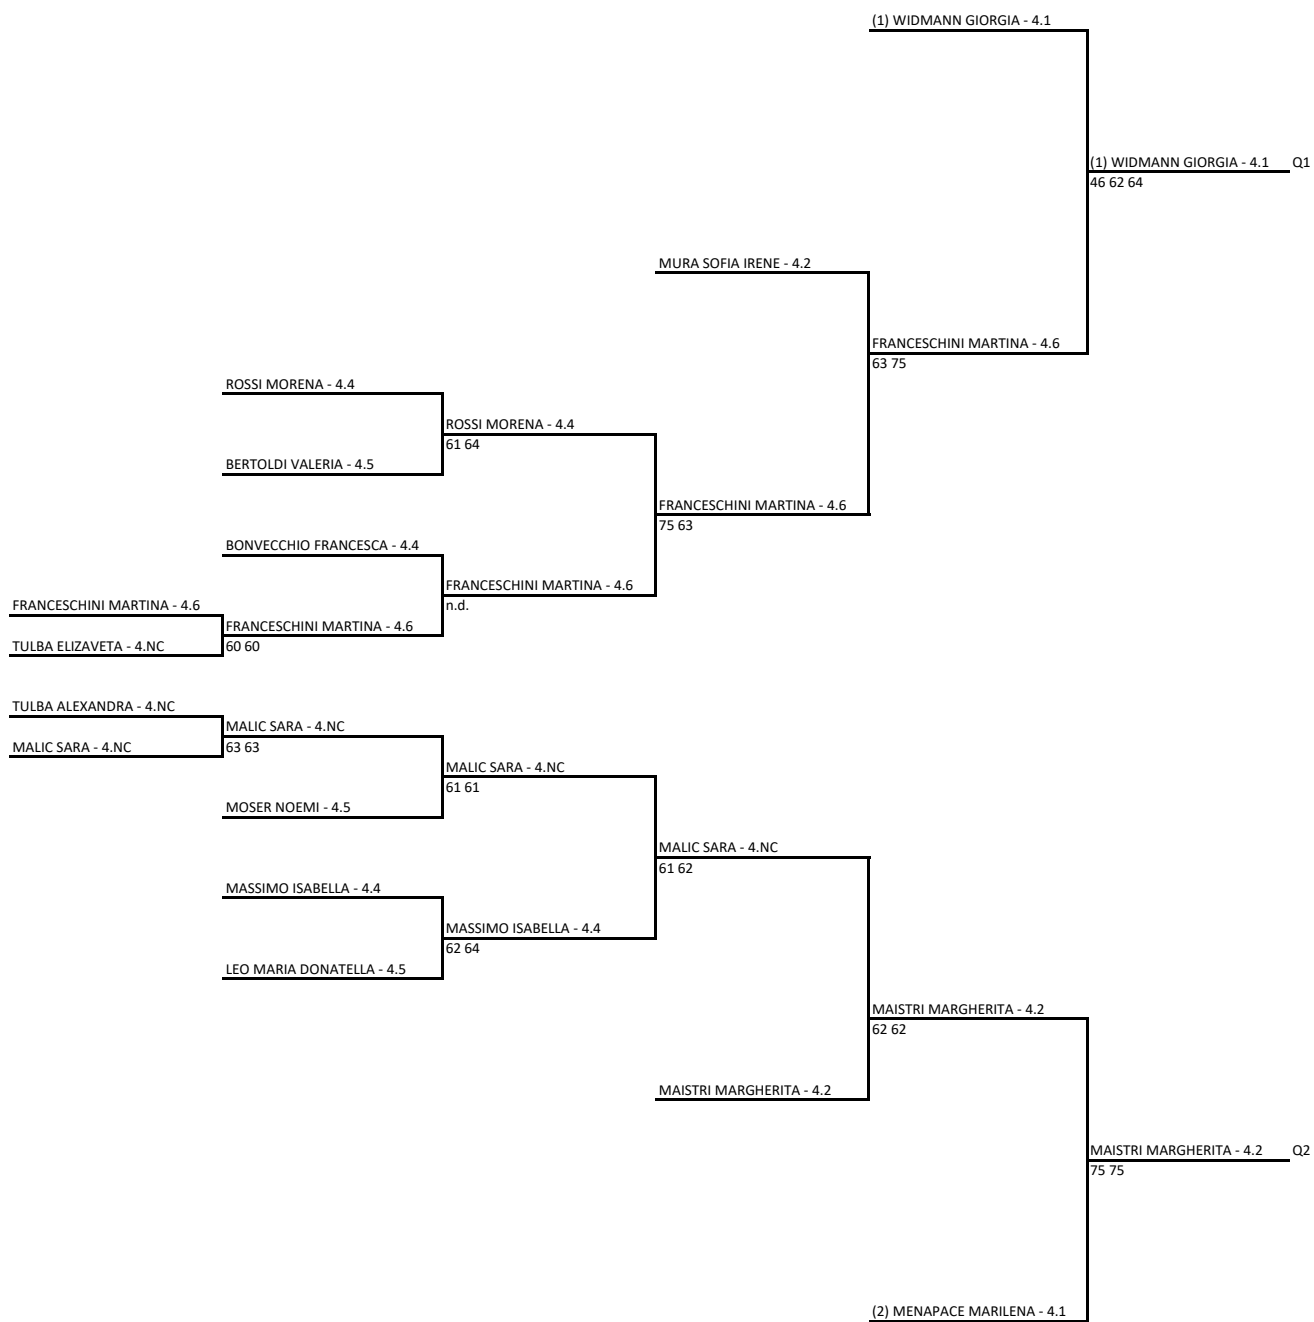 (1) WIDMANN GIORGIA - 4.1
(1) WIDMANN GIORGIA - 4.1 Q1
46 62 64
MURA SOFIA IRENE - 4.2
FRANCESCHINI MARTINA - 4.6
63 75
ROSSI MORENA - 4.4
ROSSI MORENA - 4.4
61 64
BERTOLDI VALERIA - 4.5
FRANCESCHINI MARTINA - 4.6
75 63
BONVECCHIO FRANCESCA - 4.4
FRANCESCHINI MARTINA - 4.6
n.d.
FRANCESCHINI MARTINA - 4.6
FRANCESCHINI MARTINA - 4.6
60 60
TULBA ELIZAVETA - 4.NC
TULBA ALEXANDRA - 4.NC
MALIC SARA - 4.NC
63 63
MALIC SARA - 4.NC
MALIC SARA - 4.NC
61 61
MOSER NOEMI - 4.5
MALIC SARA - 4.NC
61 62
MASSIMO ISABELLA - 4.4
MASSIMO ISABELLA - 4.4
62 64
LEO MARIA DONATELLA - 4.5
MAISTRI MARGHERITA - 4.2
62 62
MAISTRI MARGHERITA - 4.2
MAISTRI MARGHERITA - 4.2 Q2
75 75
(2) MENAPACE MARILENA - 4.1